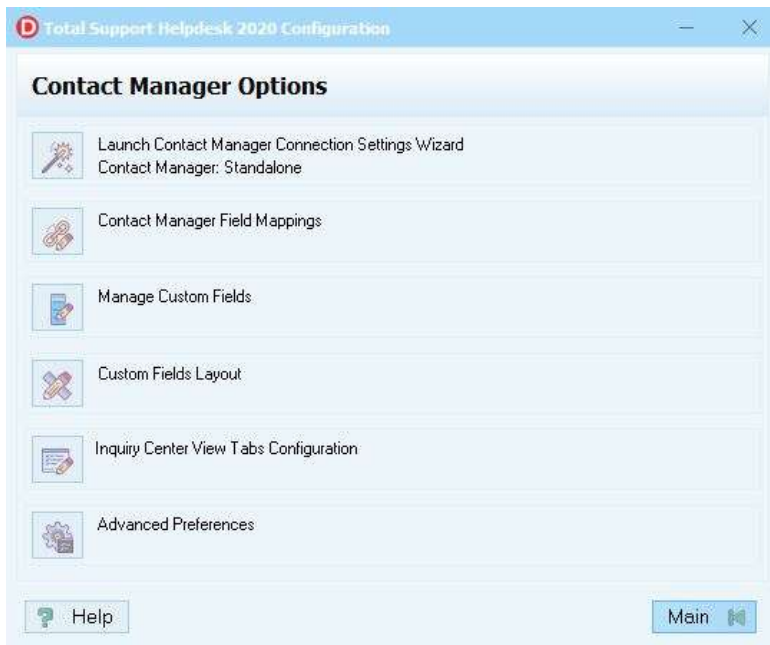 Total Support Helpdesk 2020 Configuration
Contact Manager Options
Launch Contact Manager Connection Settings Wizard
Contact Manager: Standalone
Contact Manager Field Mappings
Manage Custom Fields
Custom Fields Layout
Inquiry Center View Tabs Configuration
Advanced Preferences
? Help
Main